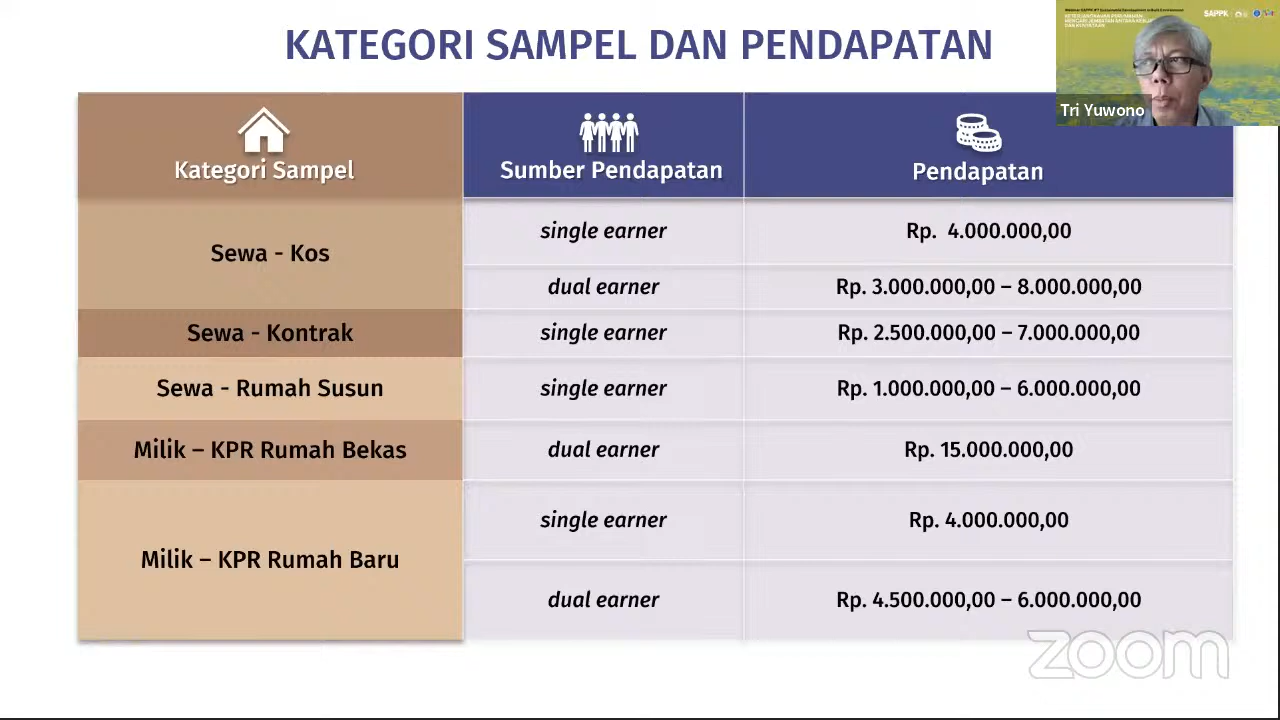 KATEGORI SAMPEL DAN PENDAPATAN
SAPPK
Tri Yuwono
Kategori Sampel
Sumber Pendapatan
Pendapatan
Sewa - Kos
single earner
Rp. 4.000.000,00
dual earner
Rp. 3.000.000,00 – 8.000.000,00
Sewa - Kontrak
single earner
Rp. 2.500.000,00 – 7.000.000,00
Sewa - Rumah Susun
single earner
Rp. 1.000.000,00 – 6.000.000,00
Milik – KPR Rumah Bekas
dual earner
Rp. 15.000.000,00
Milik – KPR Rumah Baru
single earner
Rp. 4.000.000,00
dual earner
Rp. 4.500.000,00 – 6.000.000,00
zoom